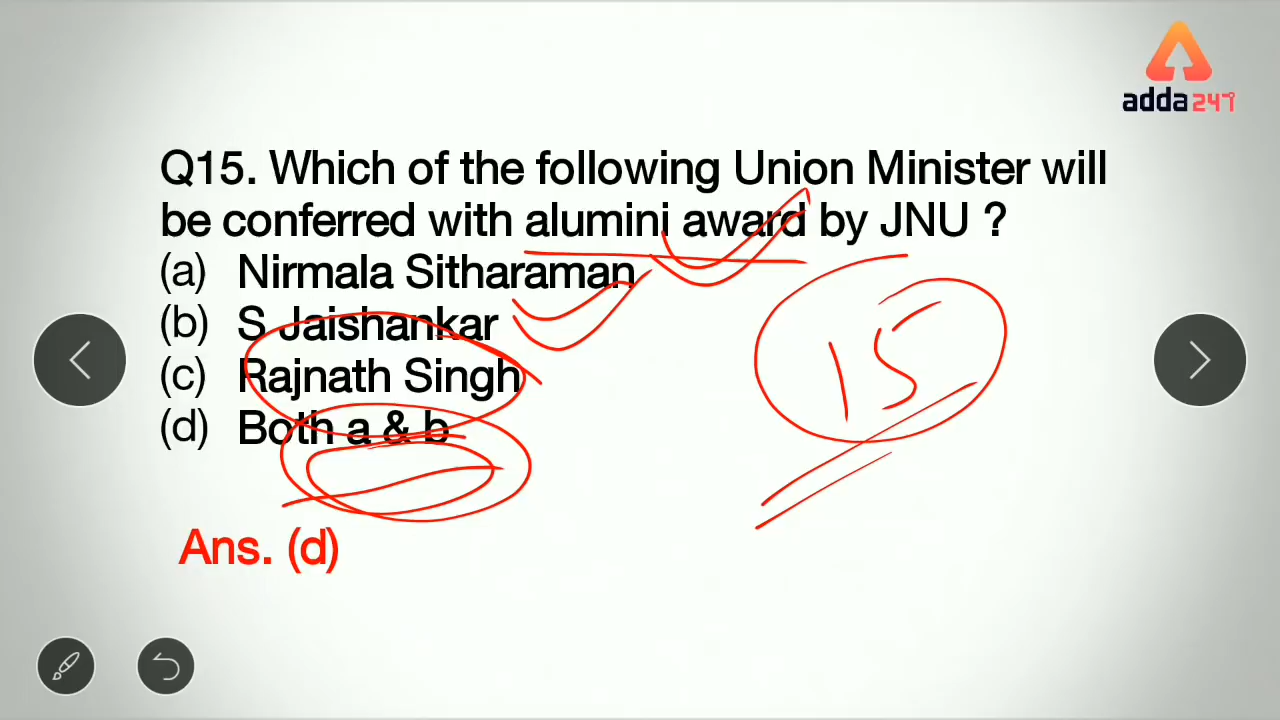 adda247
Q15. Which of the following Union Minister will
be conferred with alumini award by JNU ?
(a) Nirmala Sitharaman
(b) S Jaishankar
(c) Rajnath Singh
(d) Both a & b
15
Ans. (d)